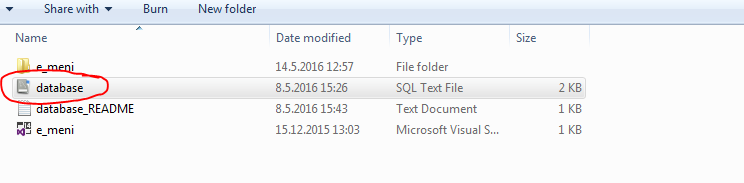 Share with Burn New folder
Name Date modified Type Size
e_meni 14.5.2016 12:57 File folder
database 8.5.2016 15:26 SQL Text File 2 KB
database_README 8.5.2016 15:43 Text Document 1 KB
e_meni 15.12.2015 13:03 Microsoft Visual S... 1 KB